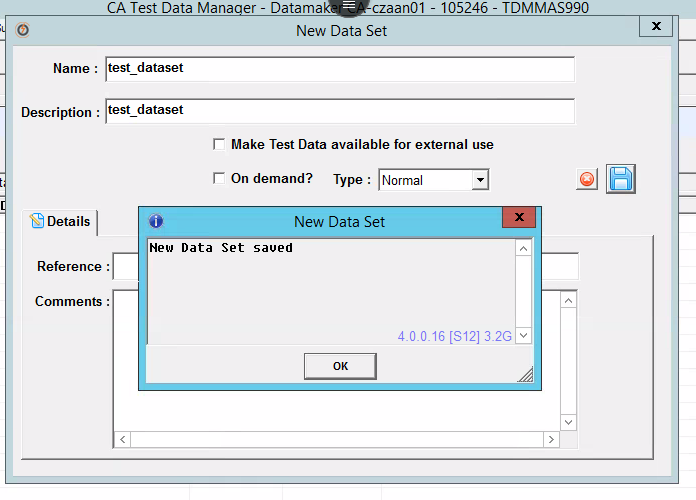 CA Test Data Manager - Datamaker CA-czaan01 - 105246 - TDMMAS990
New Data Set
x
Name :
test_dataset
Description :
test_dataset
Make Test Data available for external use
On demand?
Type :
Normal
Details
Reference :
Comments :
New Data Set
x
New Data Set saved
4.0.0.16 [S12] 3.2G
OK